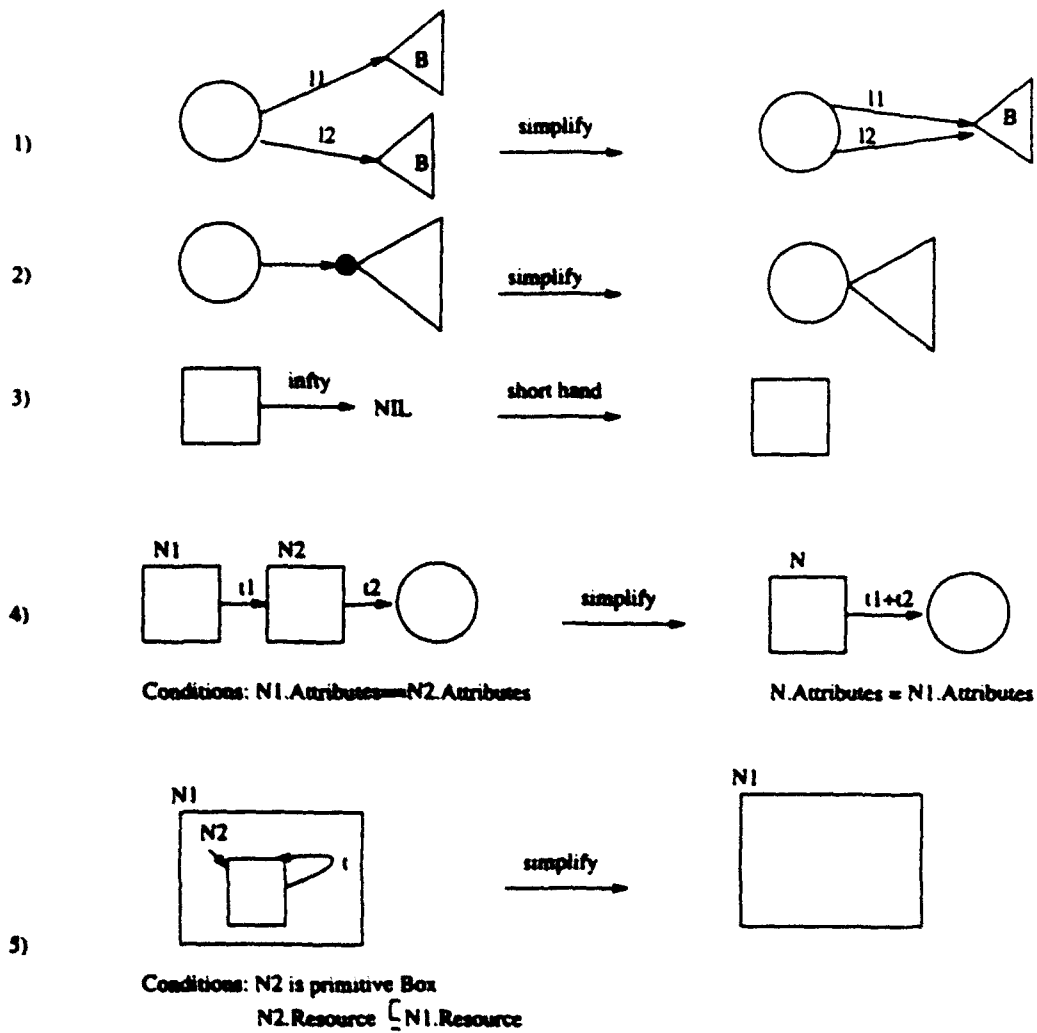 1)
l1
B
l2
B
simplify
l1
l2
B
2)
simplify
3)
infty
NIL
short hand
4)
N1
N2
t1
t2
simplify
N
t1+t2
Conditions: N1.Attributes==N2.Attributes
N.Attributes = N1.Attributes
5)
N1
N2
t
simplify
N1
Conditions: N2 is primitive Box
N2.Resource ⊑ N1.Resource